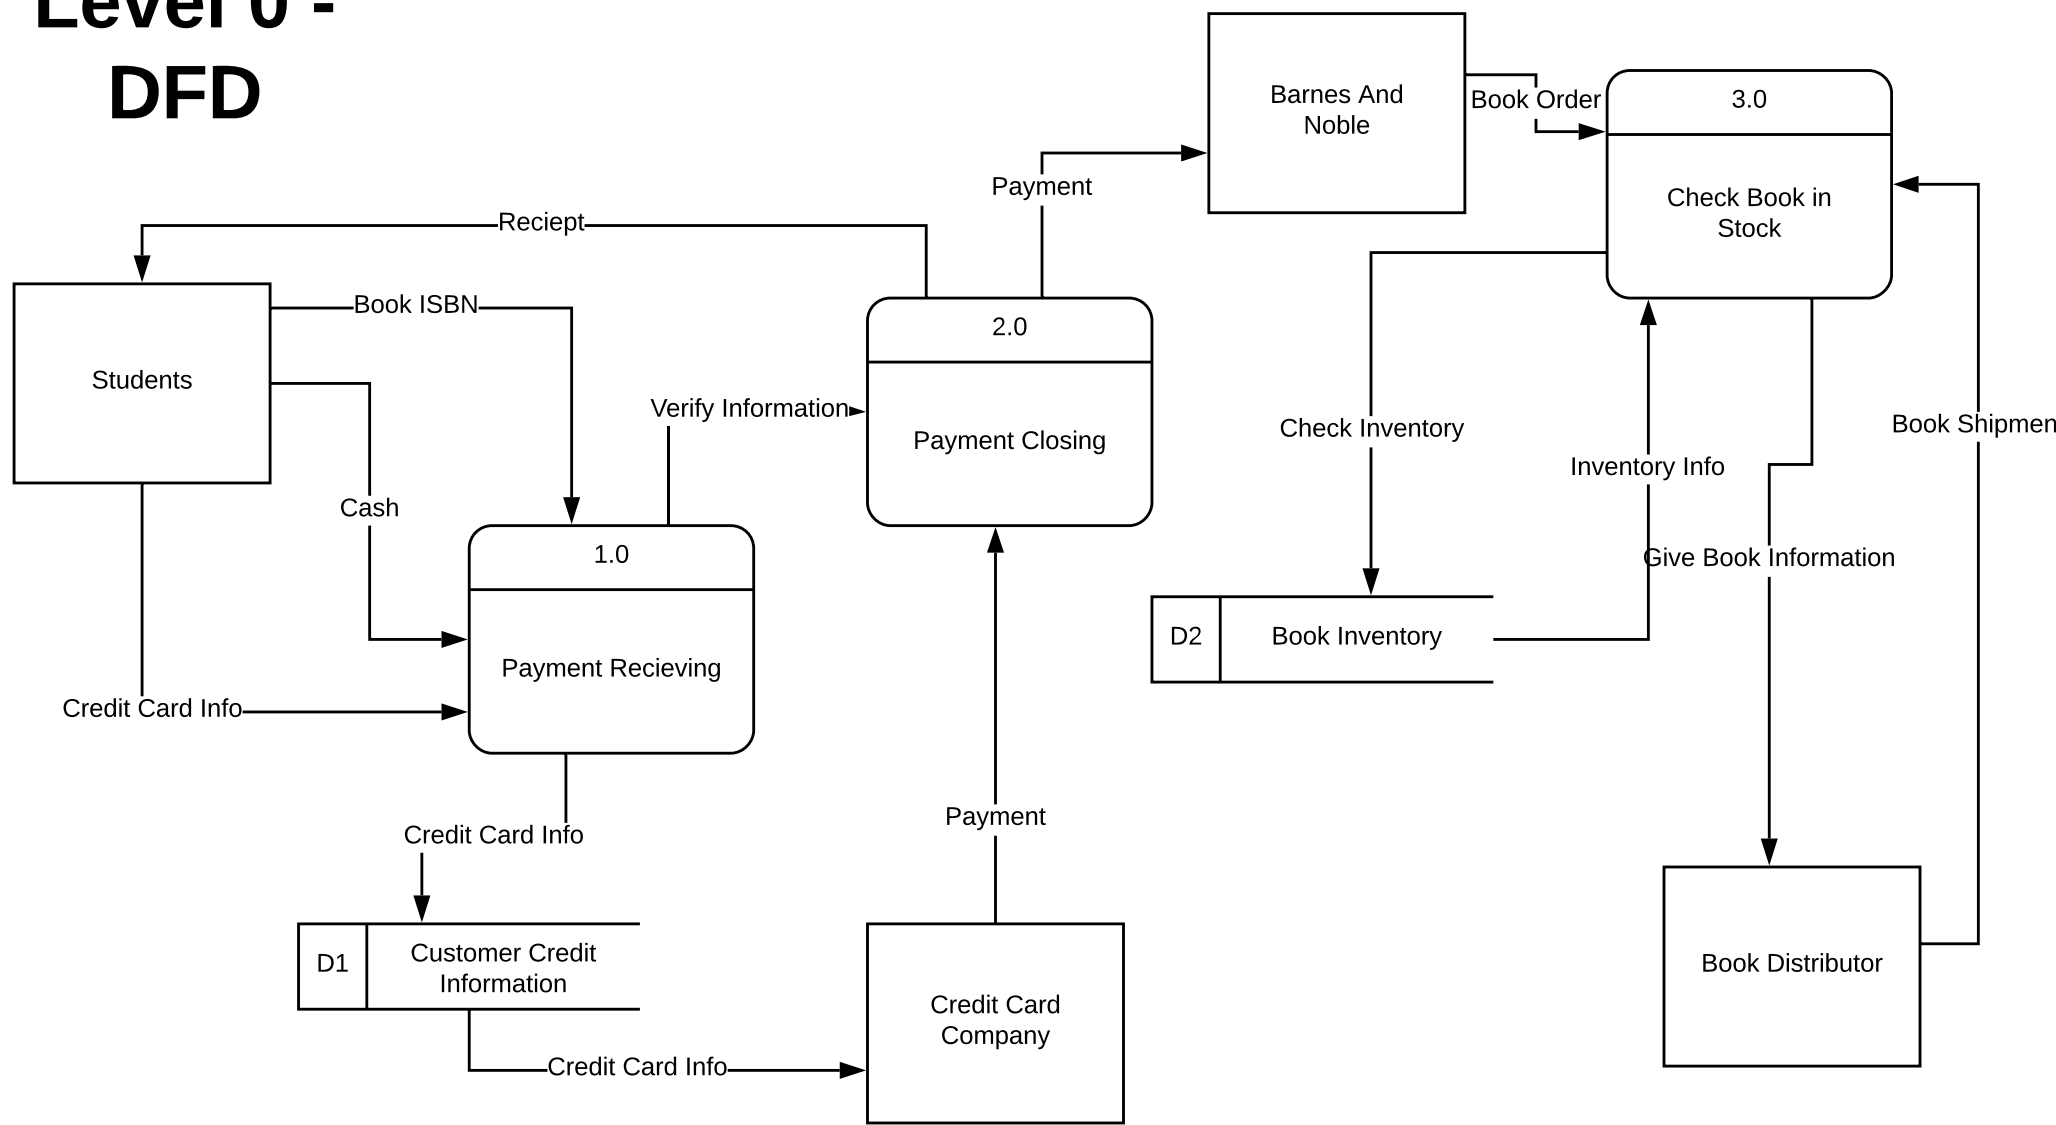 Level 0 -
DFD
Barnes And
Noble
Book Order
3.0
Check Book in
Stock
Payment
Reciept
Students
Book ISBN
2.0
Payment Closing
Verify Information
Cash
Check Inventory
Inventory Info
Book Shipmen
1.0
Payment Recieving
Give Book Information
D2
Book Inventory
Credit Card Info
Credit Card Info
Payment
D1
Customer Credit
Information
Credit Card
Company
Book Distributor
Credit Card Info